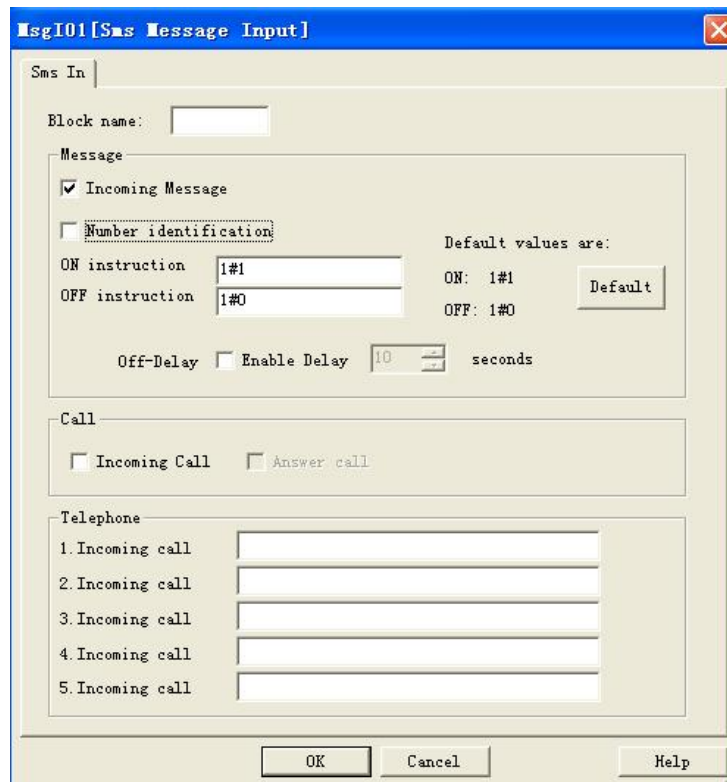 MsgI01[Sms Message Input]
Sms In
Block name:
Message
Incoming Message
Number identification
Default values are:
ON instruction 1#1
ON: 1#1 Default
OFF instruction 1#0
OFF: 1#0
Off-Delay Enable Delay 10 seconds
Call
Incoming Call Answer call
Telephone
1.Incoming call
2.Incoming call
3.Incoming call
4.Incoming call
5.Incoming call
OK Cancel Help